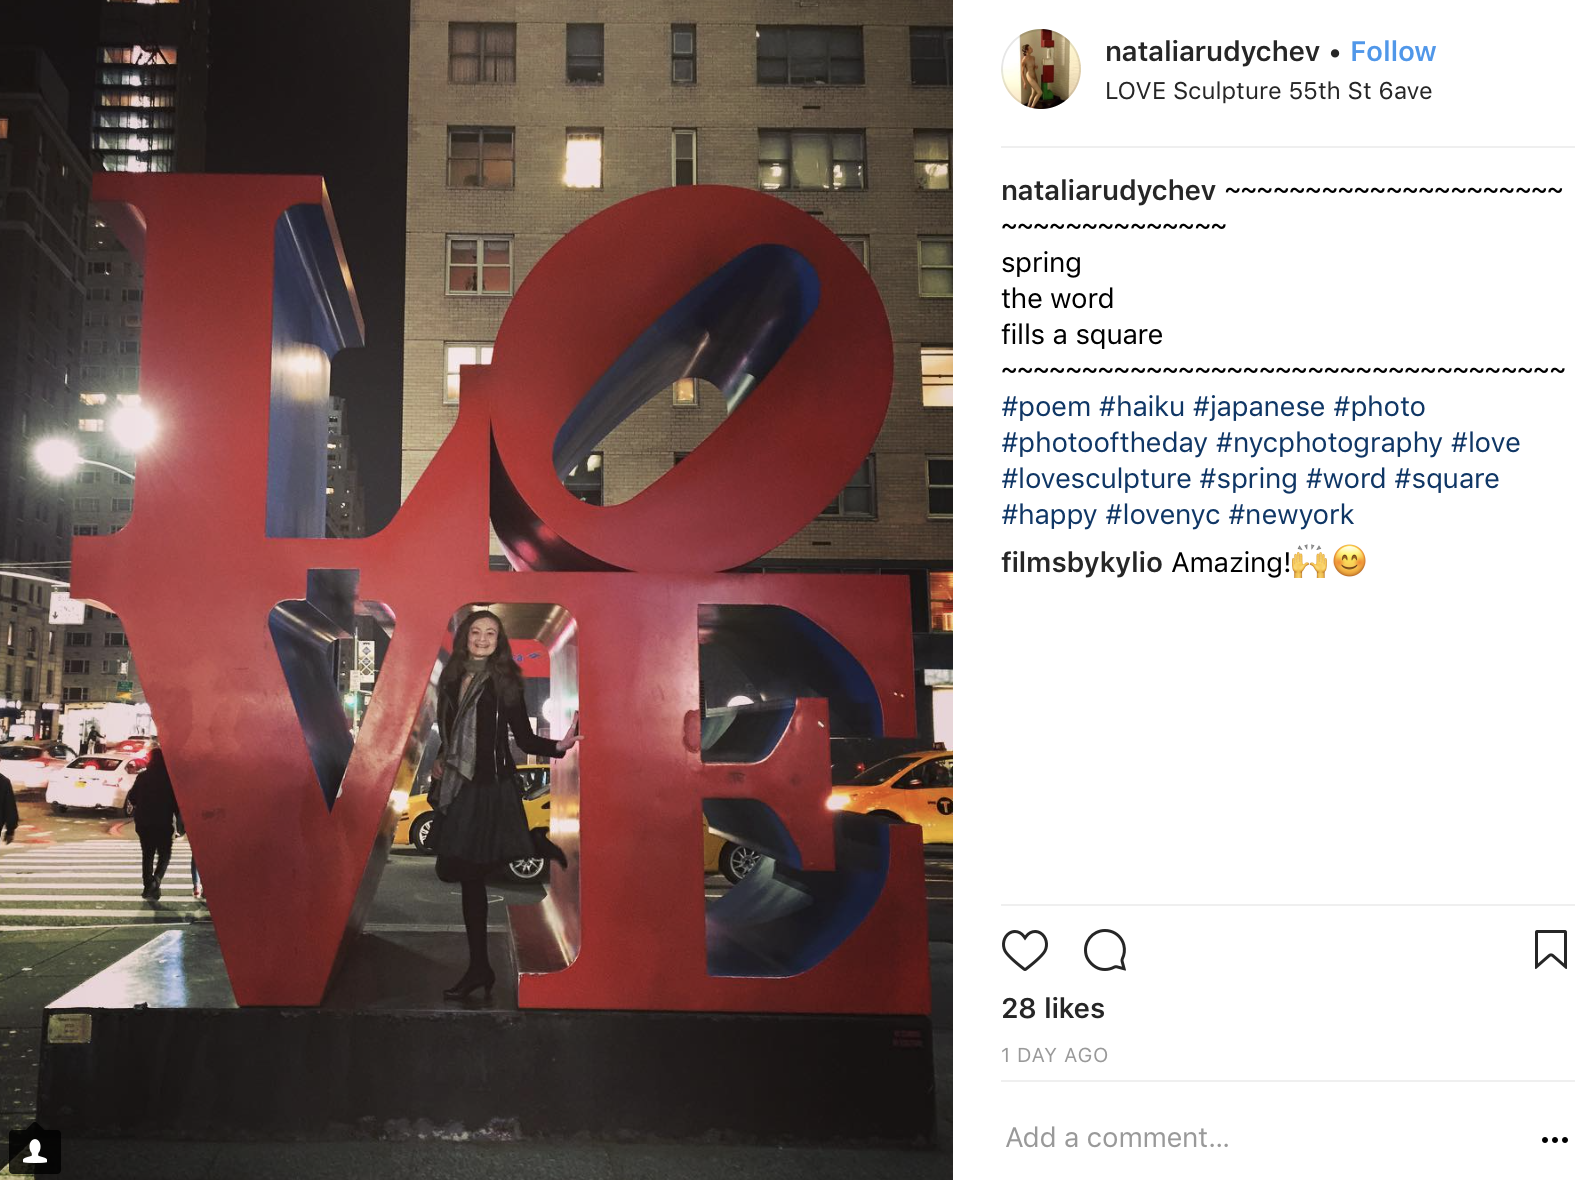 LOVE
nataliarudychev • Follow
LOVE Sculpture 55th St 6ave
nataliarudychev ~~~~~~~~~~~~~~~~~~~~~
~~~~~~~~~~~~~~
spring
the word
fills a square
~~~~~~~~~~~~~~~~~~~~~~~~~~~~~~~~~~~
#poem #haiku #japanese #photo
#photooftheday #nycphotography #love
#lovesculpture #spring #word #square
#happy #lovenyc #newyork
filmsbykylio Amazing!🙌😊
28 likes
1 DAY AGO
Add a comment...
T